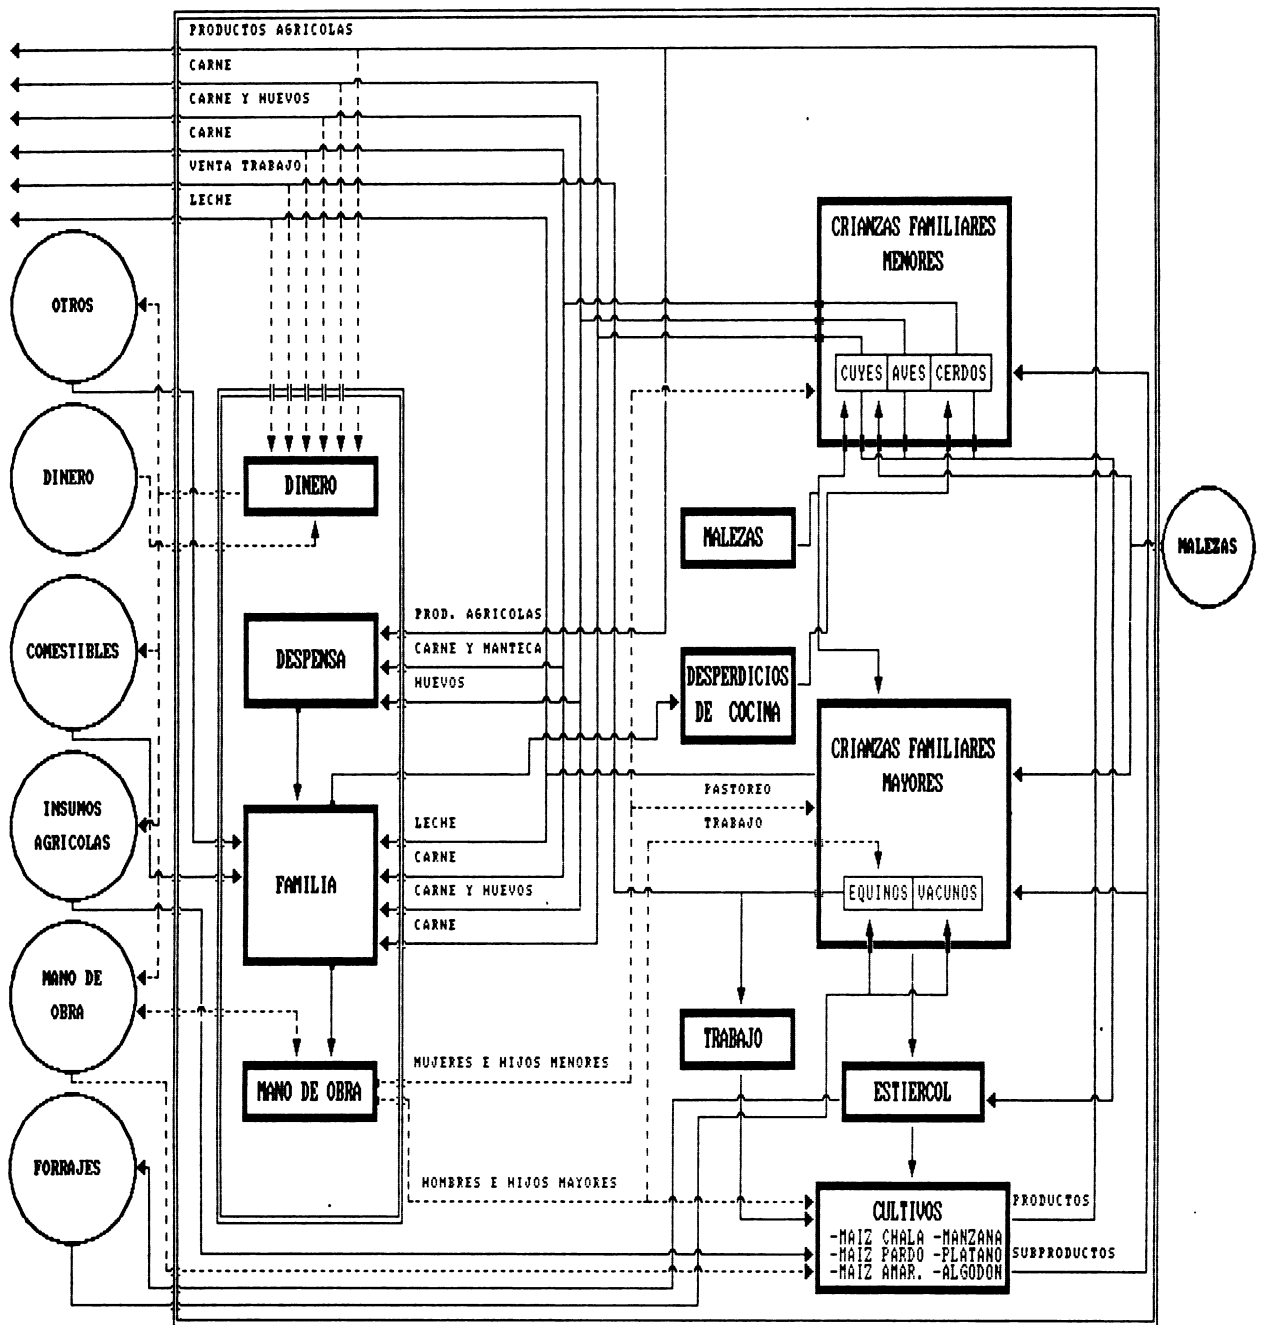 PRODUCTOS AGRICOLAS
CARNE
CARNE Y HUEVOS
CARNE
VENTA TRABAJO
LECHE
CRIANZAS FAMILIARES
MENORES
OTROS
CUYES AVES CERDOS
DINERO
DINERO
MALEZAS
MALEZAS
PROD. AGRICOLAS
CARNE Y MANTECA
HUEVOS
COMESTIBLES
DESPENSA
DESPERDICIOS
DE COCINA
CRIANZAS FAMILIARES
MAYORES
PASTOREO
TRABAJO
INSUMOS
AGRICOLAS
LECHE
CARNE
CARNE Y HUEVOS
CARNE
FAMILIA
EQUINOS VACUNOS
MANO DE
OBRA
TRABAJO
MUJERES E HIJOS MENORES
MANO DE OBRA
ESTIERCOL
FORRAJES
HOMBRES E HIJOS MAYORES
CULTIVOS
-MAIZ CHALA -MANZANA
-MAIZ PARDO -PLATANO
-MAIZ AMAR. -ALGODON
PRODUCTOS
SUBPRODUCTOS